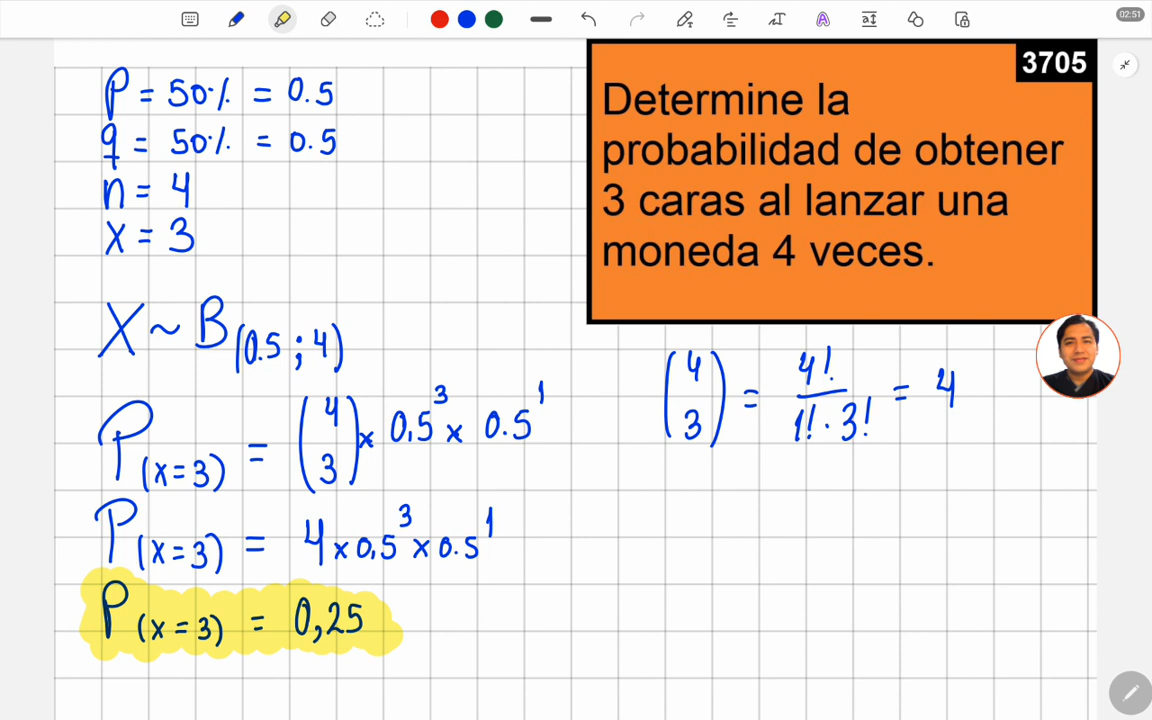 02:51
3705
Determine la
probabilidad de obtener
3 caras al lanzar una
moneda 4 veces.
P = 50% = 0.5
q = 50% = 0.5
n = 4
x = 3
X ~ B(0.5 ; 4)
P(x=3) = (4 3) x 0,5^3 x 0.5^1
(4 3) = 4! / 1! · 3! = 4
P(x=3) = 4 x 0,5^3 x 0.5^1
P(x=3) = 0,25